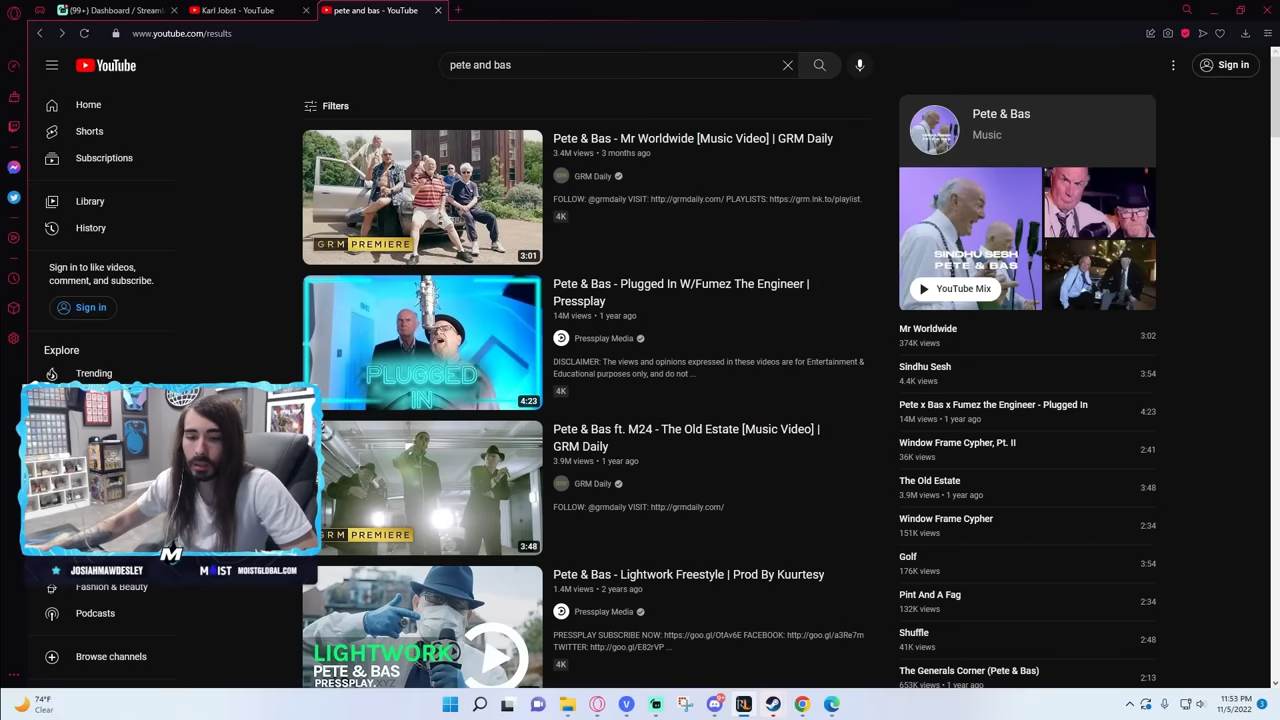 (99+) Dashboard / Streaml
Karl Jobst - YouTube
pete and bas - YouTube
www.youtube.com/results
YouTube
pete and bas
Sign in
Home
Shorts
Subscriptions
Library
History
Sign in to like videos,
comment, and subscribe.
Sign in
Explore
Trending
Fashion & Beauty
Podcasts
Browse channels
Filters
GRM PREMIERE
3:01
Pete & Bas - Mr Worldwide [Music Video] | GRM Daily
3.4M views • 3 months ago
GRM Daily
FOLLOW: @grmdaily VISIT: http://grmdaily.com/ PLAYLISTS: https://grm.lnk.to/playlist.
4K
PLUGGED
IN
4:23
Pete & Bas - Plugged In W/Fumez The Engineer |
Pressplay
14M views • 1 year ago
Pressplay Media
DISCLAIMER: The views and opinions expressed in these videos are for Entertainment &
Educational purposes only, and do not ...
4K
GRM PREMIERE
3:48
Pete & Bas ft. M24 - The Old Estate [Music Video] |
GRM Daily
3.9M views • 1 year ago
GRM Daily
FOLLOW: @grmdaily VISIT: http://grmdaily.com/
LIGHTWORK
PETE & BAS
PRESSPLAY.XYZ
Pete & Bas - Lightwork Freestyle | Prod By Kuurtesy
1.4M views • 2 years ago
Pressplay Media
PRESSPLAY SUBSCRIBE NOW: https://goo.gl/OtAv6E FACEBOOK: http://goo.gl/a3Re7m
TWITTER: http://goo.gl/E82rVP ...
4K
Pete & Bas
Music
SINDHU SESH
PETE & BAS
YouTube Mix
Mr Worldwide
374K views
3:02
Sindhu Sesh
4.4K views
3:54
Pete x Bas x Fumez the Engineer - Plugged In
14M views • 1 year ago
4:23
Window Frame Cypher, Pt. II
36K views
2:41
The Old Estate
3.9M views • 1 year ago
3:48
Window Frame Cypher
151K views
2:34
Golf
176K views
3:54
Pint And A Fag
132K views
2:34
Shuffle
41K views
2:48
The Generals Corner (Pete & Bas)
653K views • 1 year ago
2:13
M
JOSIAHMAWDESLEY
MOIST MOISTGLOBAL.COM
74°F
Clear
9+
11:53 PM
11/5/2022
3